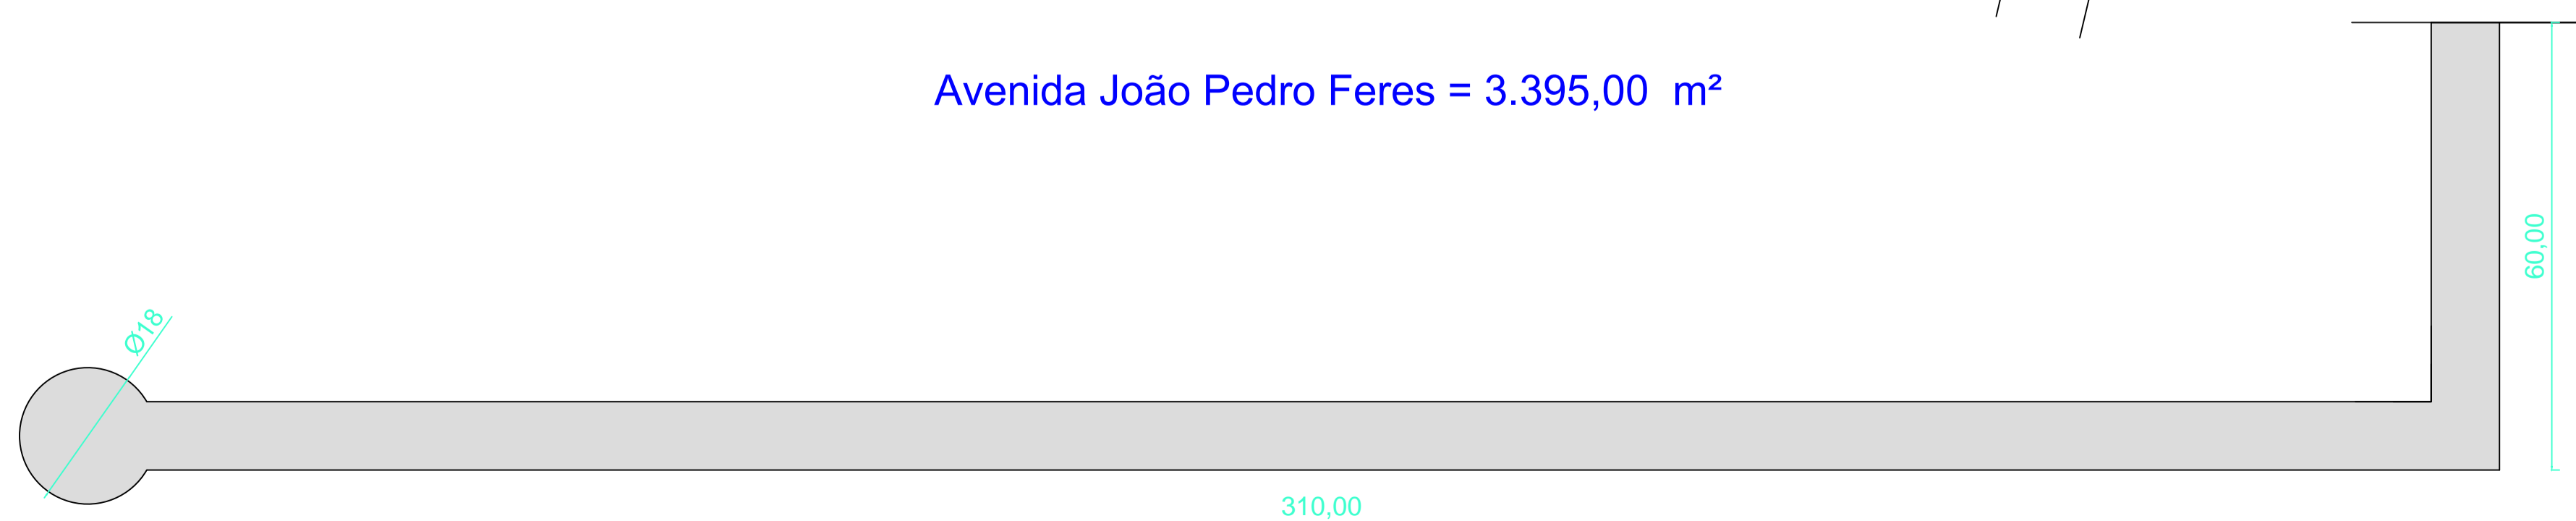 Avenida João Pedro Feres = 3.395,00 m²
60,00
Ø18
310,00